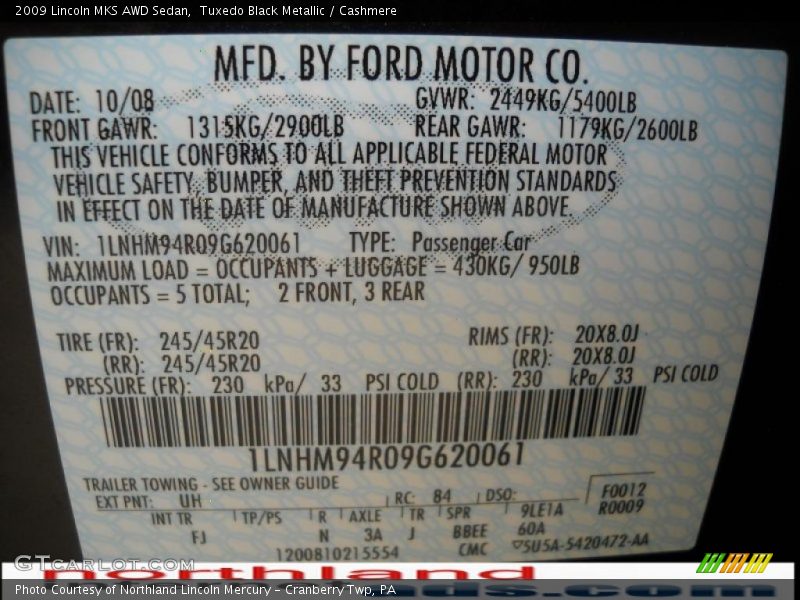 2009 Lincoln MKS AWD Sedan, Tuxedo Black Metallic / Cashmere
MFD. BY FORD MOTOR CO.
DATE: 10/08 GVWR: 2449KG/5400LB
FRONT GAWR: 1315KG/2900LB REAR GAWR: 1179KG/2600LB
THIS VEHICLE CONFORMS TO ALL APPLICABLE FEDERAL MOTOR
VEHICLE SAFETY, BUMPER, AND THEFT PREVENTION STANDARDS
IN EFFECT ON THE DATE OF MANUFACTURE SHOWN ABOVE.
VIN: 1LNHM94R09G620061 TYPE: Passenger Car
MAXIMUM LOAD = OCCUPANTS + LUGGAGE = 430KG/ 950LB
OCCUPANTS = 5 TOTAL; 2 FRONT, 3 REAR
TIRE (FR): 245/45R20 RIMS (FR): 20X8.0J
(RR): 245/45R20 (RR): 20X8.0J
PRESSURE (FR): 230 kPa/ 33 PSI COLD (RR): 230 kPa/ 33 PSI COLD
1LNHM94R09G620061
TRAILER TOWING - SEE OWNER GUIDE
EXT PNT: UH RC: 84 DSO: F0012
R0009
INT TR TP/PS R AXLE TR SPR 9LE1A
FJ N 3A J BBEE 60A
1200810215554 CMC 5U5A-5420472-AA
GTCarLot.com
northland
Photo Courtesy of Northland Lincoln Mercury - Cranberry Twp, PA